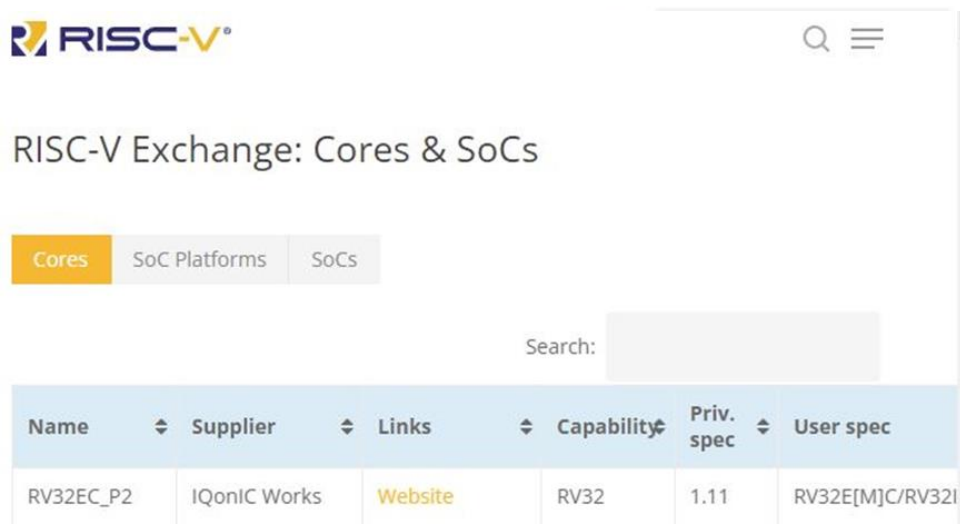 RISC-V®
RISC-V Exchange: Cores & SoCs
Cores SoC Platforms SoCs
Search:
Name Supplier Links Capability Priv. spec User spec
RV32EC_P2 IQonIC Works Website RV32 1.11 RV32E[M]C/RV32I